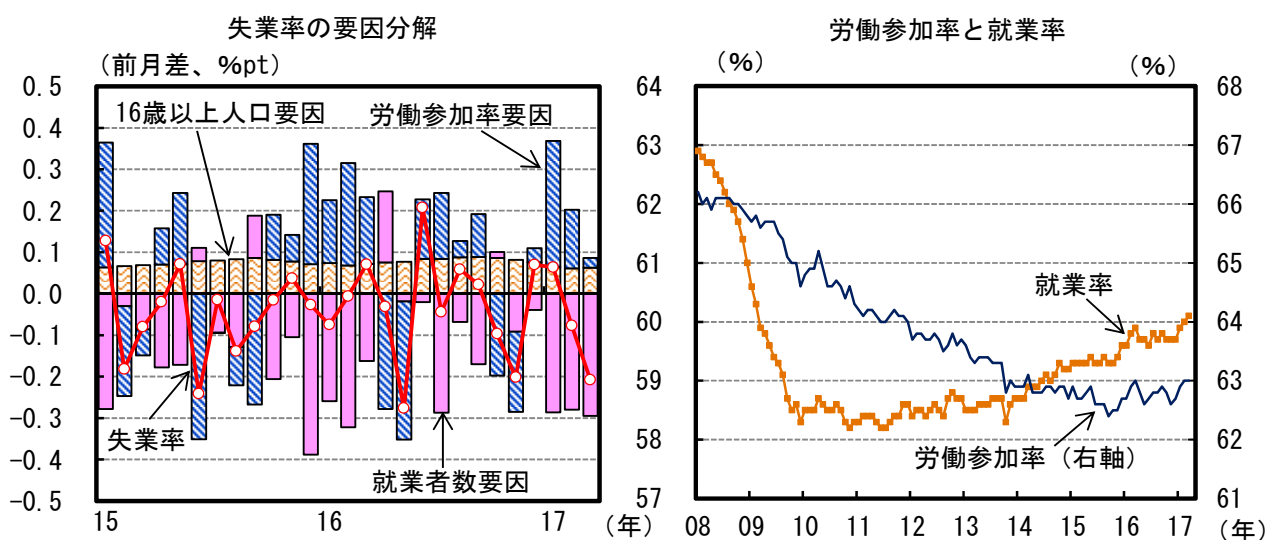 失業率の要因分解
（前月差、%pt）
0.5
0.4
0.3
0.2
0.1
0.0
-0.1
-0.2
-0.3
-0.4
-0.5
16歳以上人口要因
労働参加率要因
失業率
就業者数要因
15
16
17
（年）
労働参加率と就業率
（%）
（%）
64
63
62
61
60
59
58
57
68
67
66
65
64
63
62
61
就業率
労働参加率（右軸）
08 09 10 11 12 13 14 15 16 17
（年）